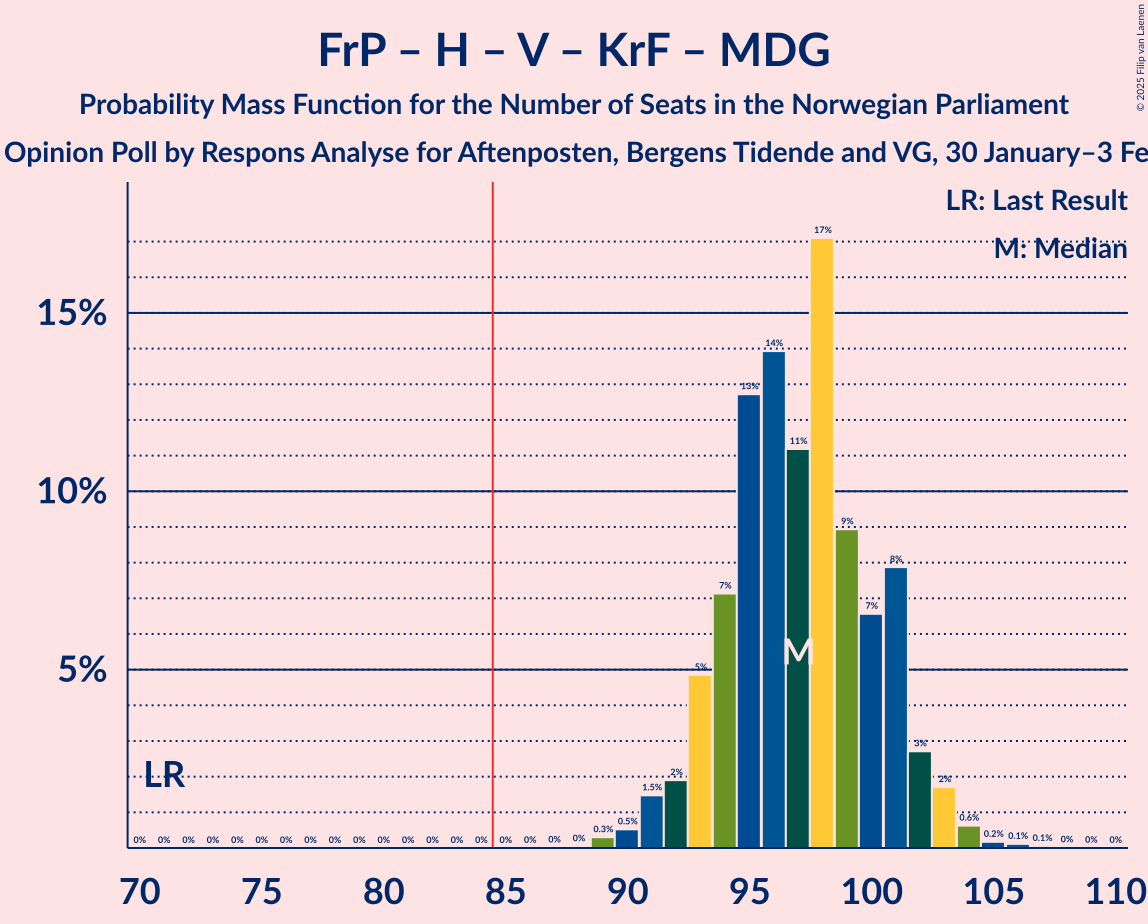 FrP – H – V – KrF – MDG
Probability Mass Function for the Number of Seats in the Norwegian Parliament
Opinion Poll by Respons Analyse for Aftenposten, Bergens Tidende and VG, 30 January–3 Fe
© 2025 Filip van Laenen
LR: Last Result
M: Median
15%
10%
5%
17%
14%
13%
11%
9%
8%
7%
7%
5%
3%
2%
2%
1.5%
0.6%
0.5%
0.3%
0.2%
0.1%
0.1%
M
LR
0% 0% 0% 0% 0% 0% 0% 0% 0% 0% 0% 0% 0% 0% 0% 0% 0% 0% 0% 0% 0% 0%
70 75 80 85 90 95 100 105 110